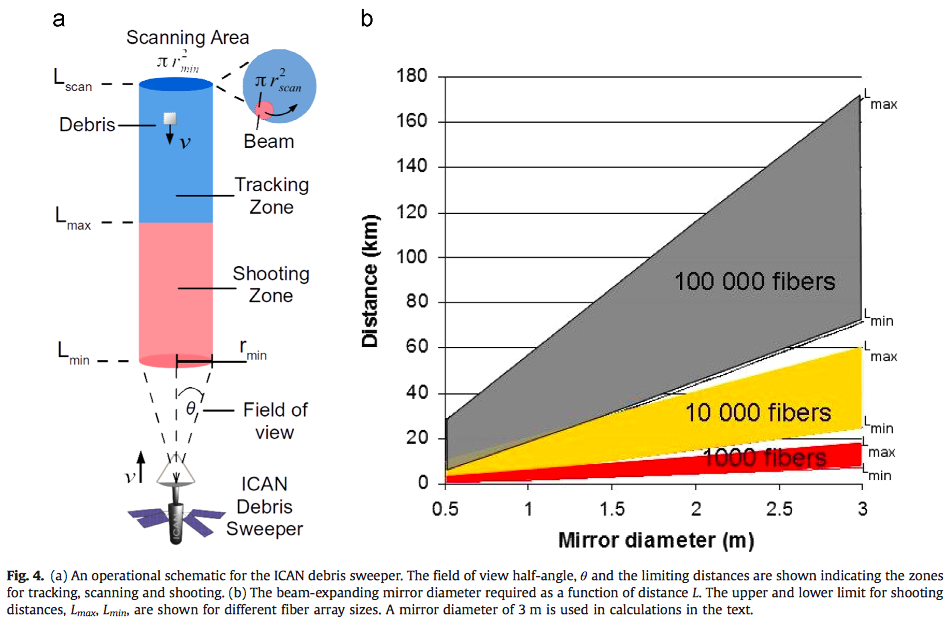 a
Scanning Area
π r²min
Lscan
π r²scan
Debris
v
Beam
Tracking
Zone
Lmax
Shooting
Zone
Lmin
rmin
θ
Field of
view
v
ICAN
ICAN
Debris
Sweeper
b
Distance (km)
180
160
140
120
100
80
60
40
20
0
Lmax
100 000 fibers
Lmin
Lmax
10 000 fibers
Lmin
Lmax
1000 fibers
Lmin
0.5 1 1.5 2 2.5 3
Mirror diameter (m)
Fig. 4. (a) An operational schematic for the ICAN debris sweeper. The field of view half-angle, θ and the limiting distances are shown indicating the zones
for tracking, scanning and shooting. (b) The beam-expanding mirror diameter required as a function of distance L. The upper and lower limit for shooting
distances, Lmax, Lmin, are shown for different fiber array sizes. A mirror diameter of 3 m is used in calculations in the text.